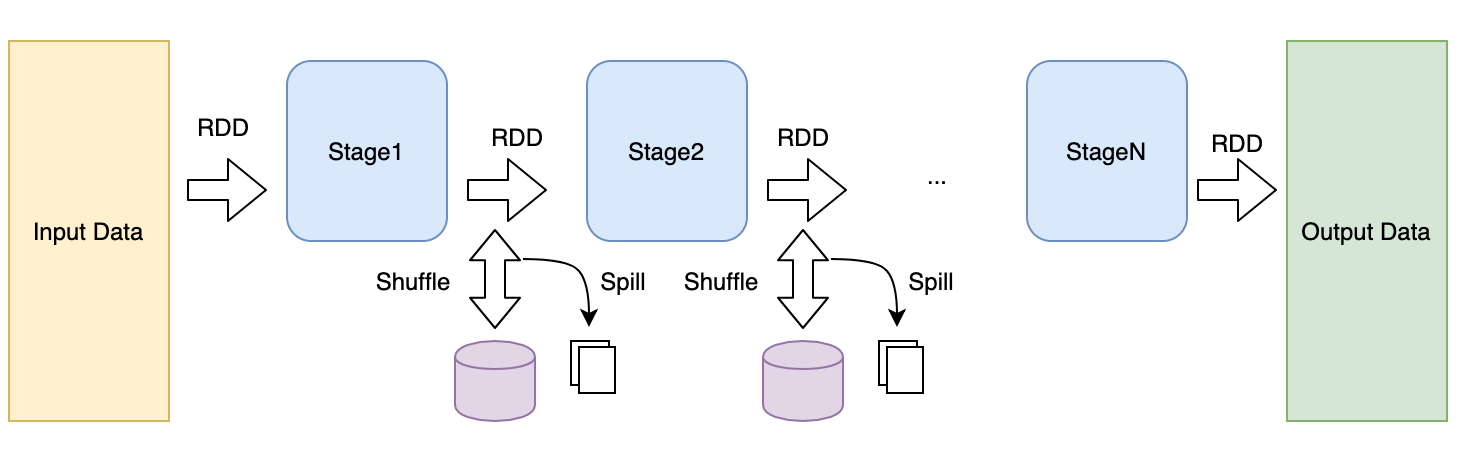 RDD
RDD
RDD
RDD
Stage1
Stage2
...
StageN
Input Data
Output Data
Shuffle
Spill
Shuffle
Spill